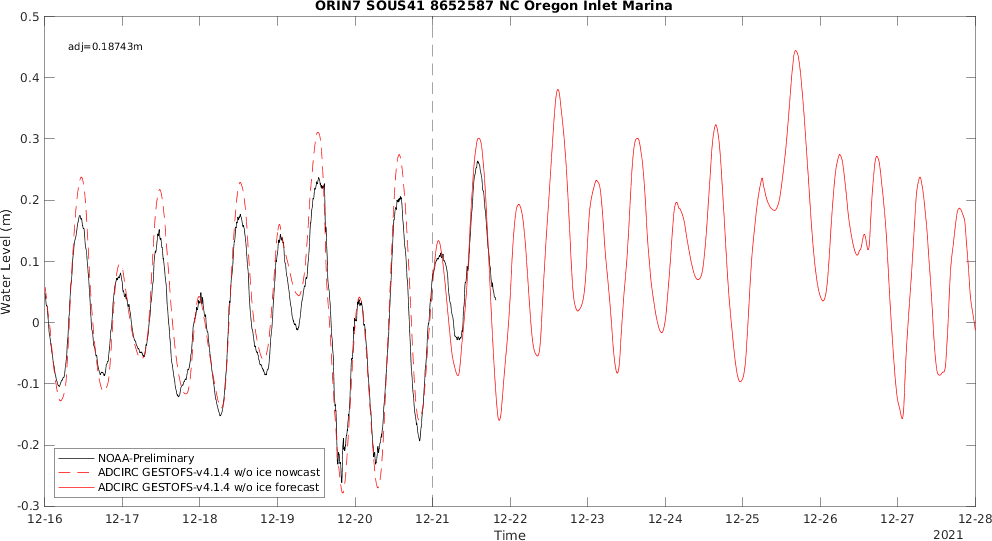 ORIN7 SOUS41 8652587 NC Oregon Inlet Marina
adj=0.18743m
0.5
0.4
0.3
0.2
0.1
0
-0.1
-0.2
-0.3
Water Level (m)
NOAA-Preliminary
ADCIRC GESTOFS-v4.1.4 w/o ice nowcast
ADCIRC GESTOFS-v4.1.4 w/o ice forecast
12-16 12-17 12-18 12-19 12-20 12-21 12-22 12-23 12-24 12-25 12-26 12-27 12-28
Time
2021